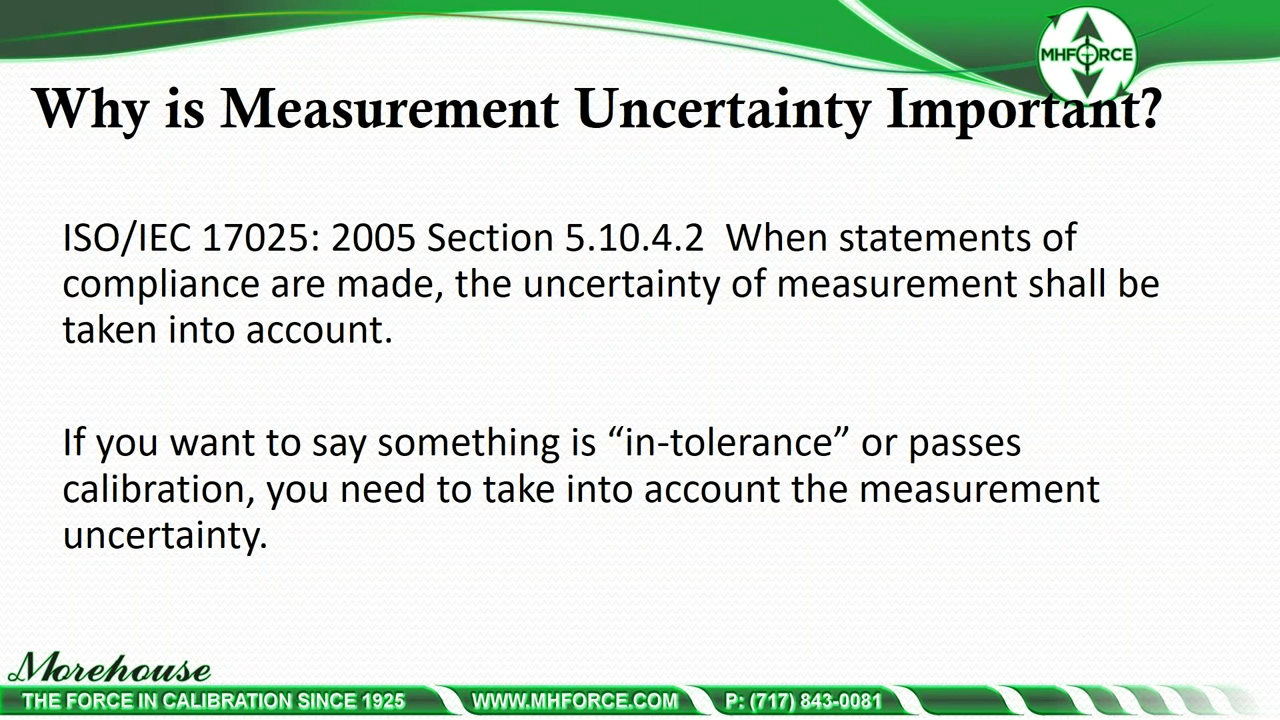 MHFORCE
Why is Measurement Uncertainty Important?
ISO/IEC 17025: 2005 Section 5.10.4.2  When statements of
compliance are made, the uncertainty of measurement shall be
taken into account.
If you want to say something is “in-tolerance” or passes
calibration, you need to take into account the measurement
uncertainty.
Morehouse
THE FORCE IN CALIBRATION SINCE 1925 WWW.MHFORCE.COM P: (717) 843-0081